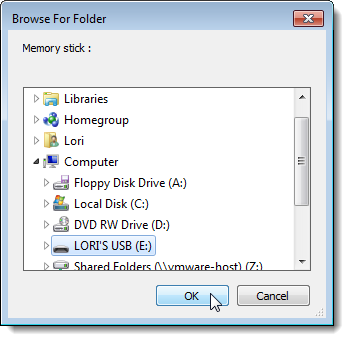 Browse For Folder
Memory stick :
Libraries
Homegroup
Lori
Computer
Floppy Disk Drive (A:)
Local Disk (C:)
DVD RW Drive (D:)
LORI'S USB (E:)
Shared Folders (\\vmware-host) (Z:)
OK
Cancel